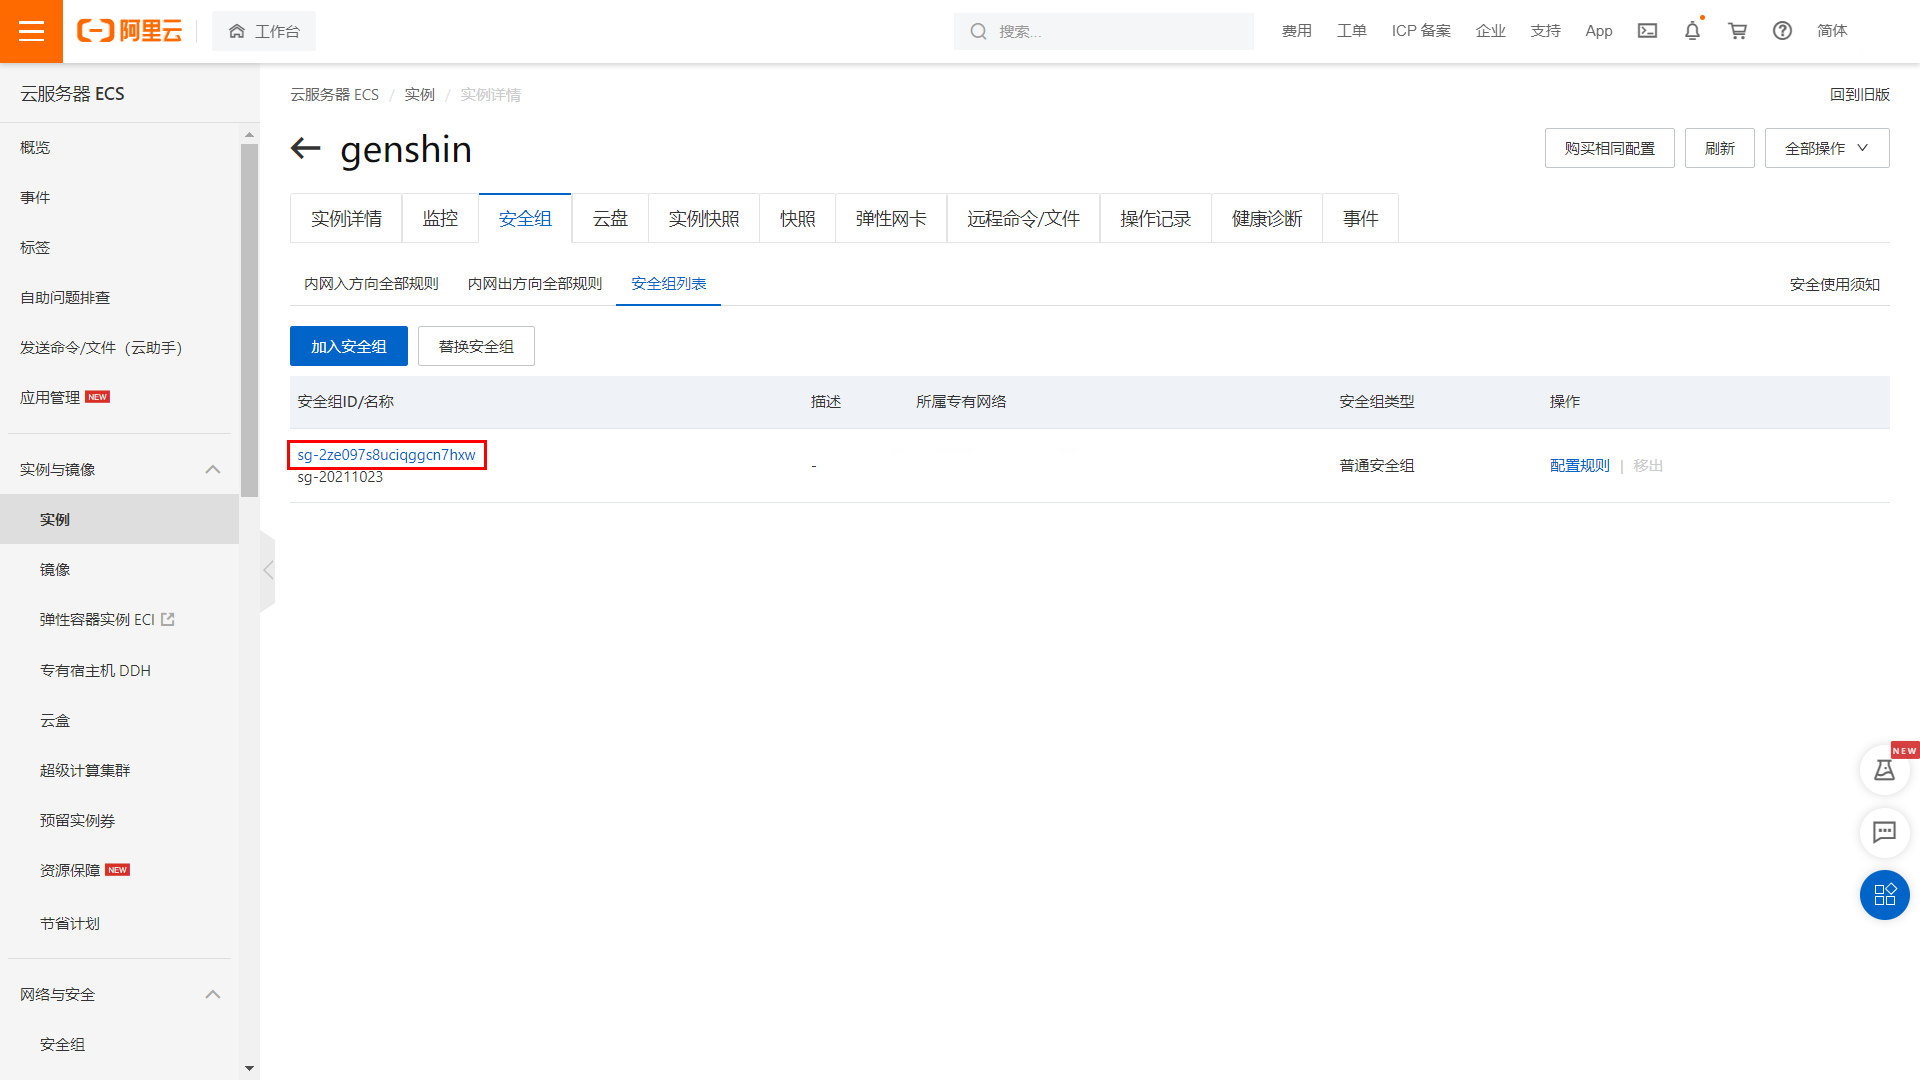 阿里云
工作台
搜索...
费用
工单
ICP 备案
企业
支持
App
简体
云服务器 ECS
概览
事件
标签
自助问题排查
发送命令/文件（云助手）
应用管理 NEW
实例与镜像
实例
镜像
弹性容器实例 ECI
专有宿主机 DDH
云盒
超级计算集群
预留实例券
资源保障 NEW
节省计划
网络与安全
安全组
云服务器 ECS / 实例 / 实例详情
回到旧版
genshin
购买相同配置
刷新
全部操作
实例详情
监控
安全组
云盘
实例快照
快照
弹性网卡
远程命令/文件
操作记录
健康诊断
事件
内网入方向全部规则
内网出方向全部规则
安全组列表
安全使用须知
加入安全组
替换安全组
安全组ID/名称
描述
所属专有网络
安全组类型
操作
sg-2ze097s8uciqggcn7hxw
sg-20211023
-
普通安全组
配置规则 | 移出
NEW